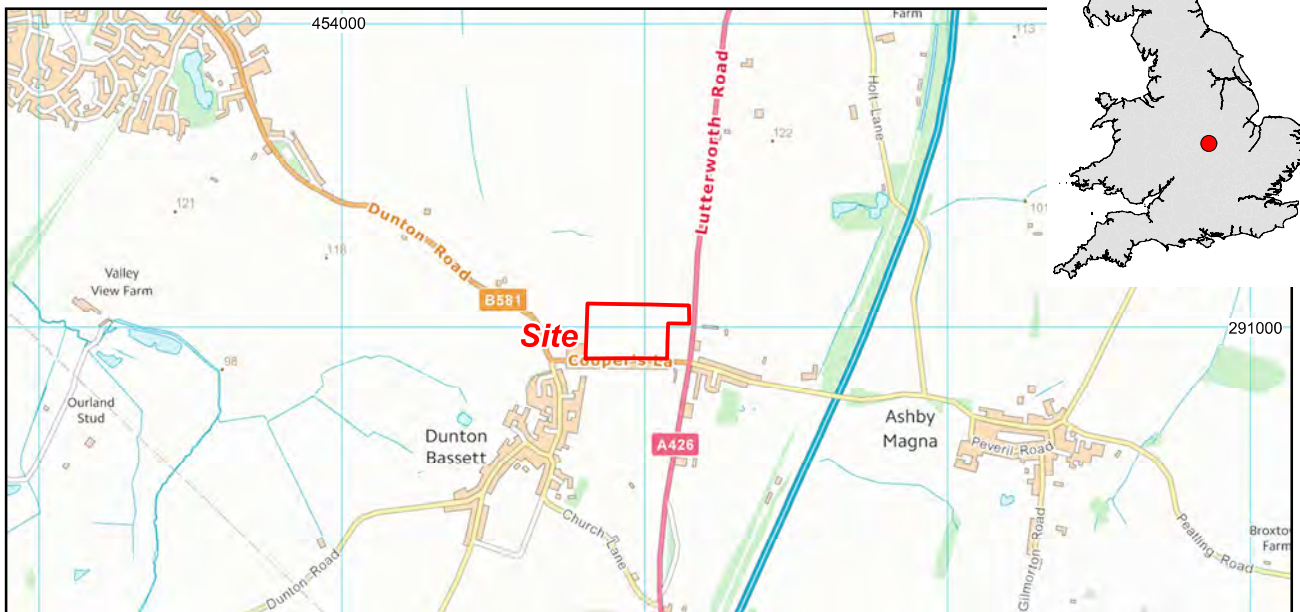 454000
Farm
113
Lutterworth Road
Holt Lane
122
121
Dunton Road
101
118
Valley
View Farm
B581
Site
291000
Cooper's La
98
Ourland
Stud
Ashby
Magna
Dunton
Bassett
A426
Peveril Road
Church Lane
Peatling Road
Gilmorton Road
Farm
Dunton Road